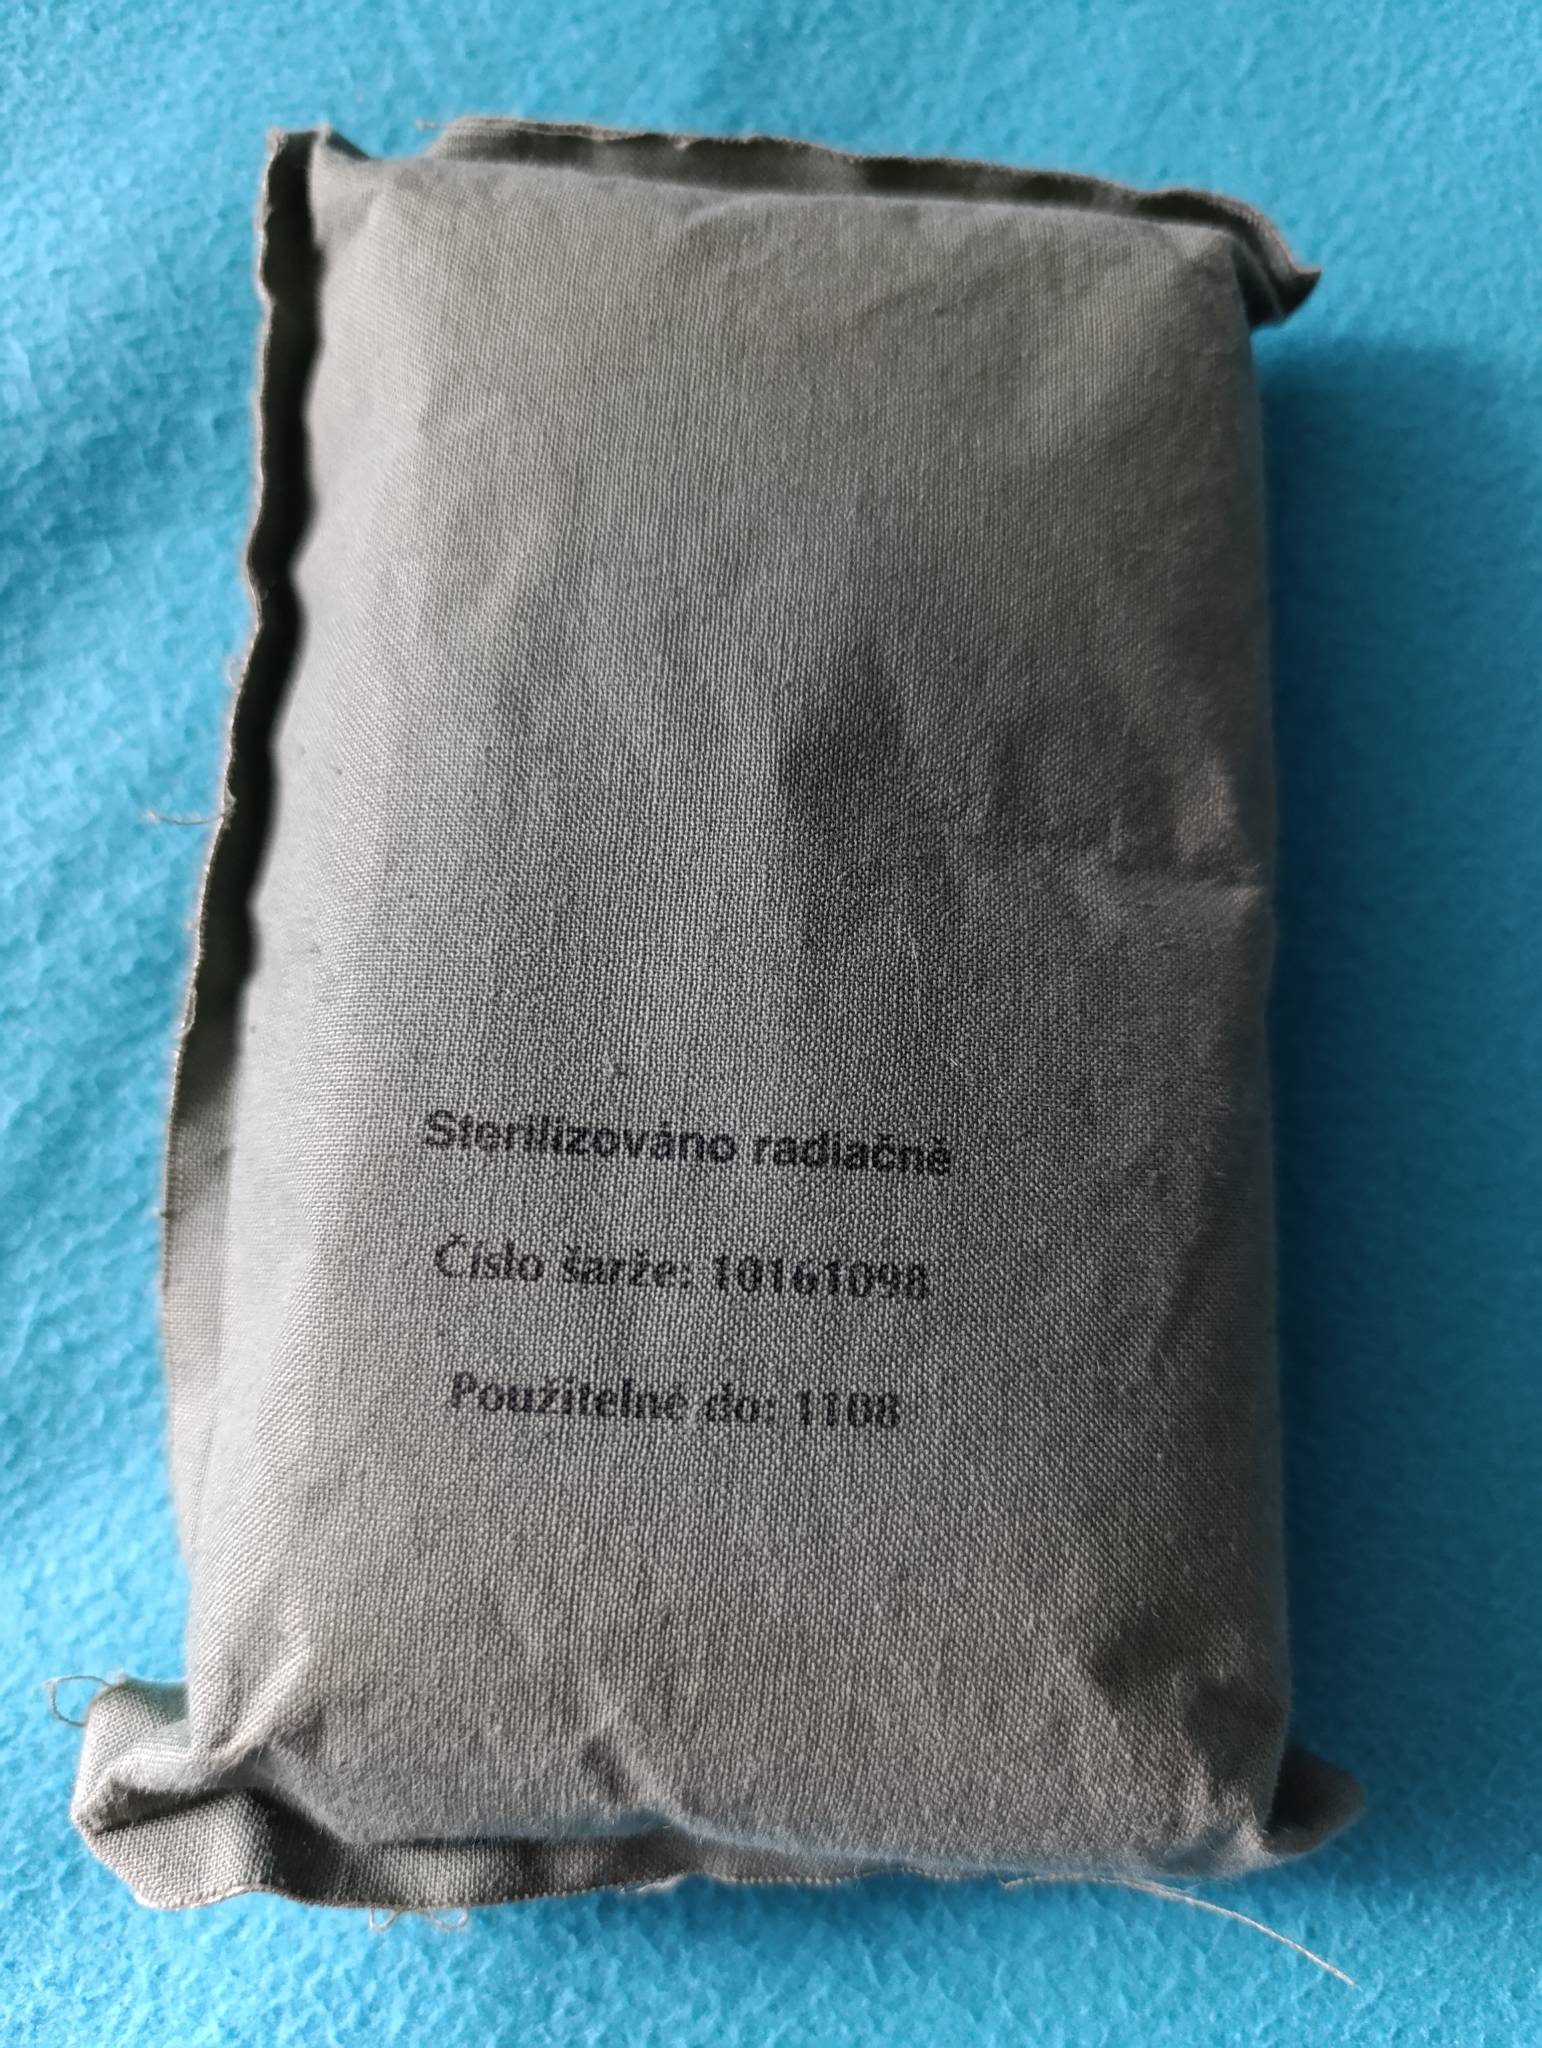 Sterilizováno radiačně
Číslo šarže: 10161098
Použitelné do: 1108